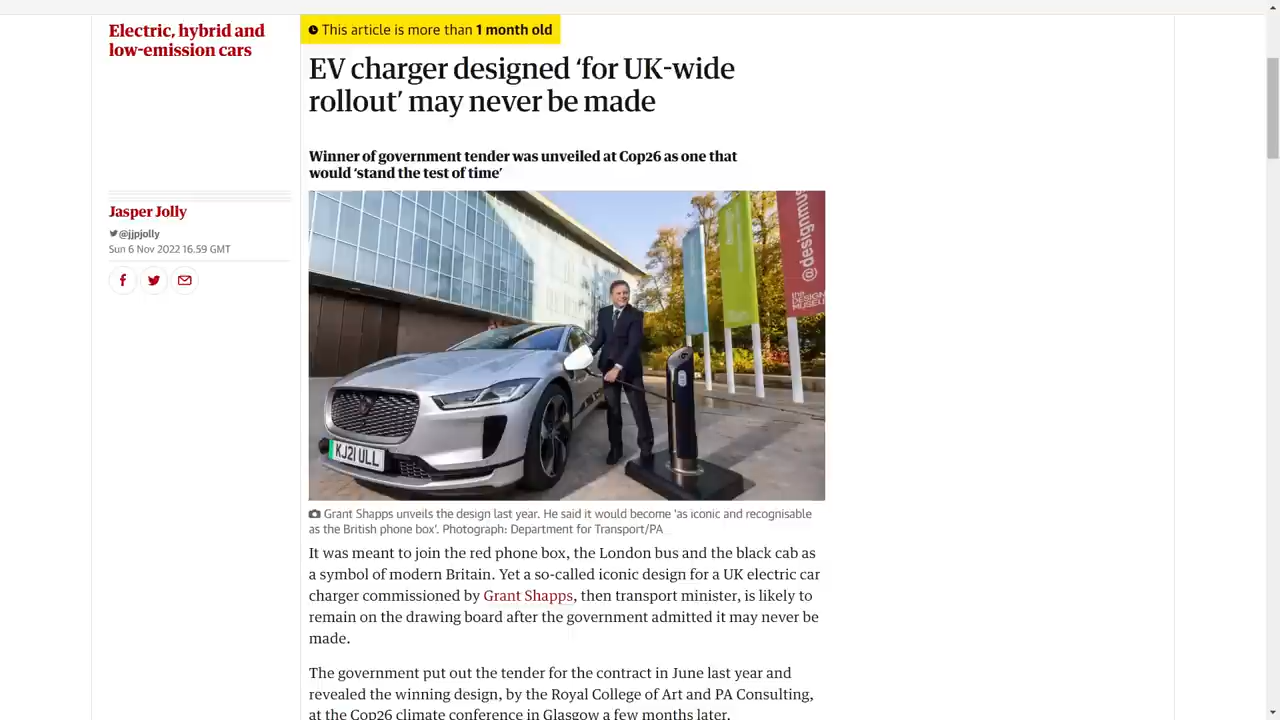 Electric, hybrid and
low-emission cars
This article is more than 1 month old
EV charger designed ‘for UK-wide
rollout’ may never be made
Winner of government tender was unveiled at Cop26 as one that
would ‘stand the test of time’
Jasper Jolly
@jjpjolly
Sun 6 Nov 2022 16.59 GMT
@designmus
the
DESIGN
MUSEUM
KJ21 ULL
Grant Shapps unveils the design last year. He said it would become ‘as iconic and recognisable
as the British phone box’. Photograph: Department for Transport/PA
It was meant to join the red phone box, the London bus and the black cab as
a symbol of modern Britain. Yet a so-called iconic design for a UK electric car
charger commissioned by Grant Shapps, then transport minister, is likely to
remain on the drawing board after the government admitted it may never be
made.
The government put out the tender for the contract in June last year and
revealed the winning design, by the Royal College of Art and PA Consulting,
at the Cop26 climate conference in Glasgow a few months later.